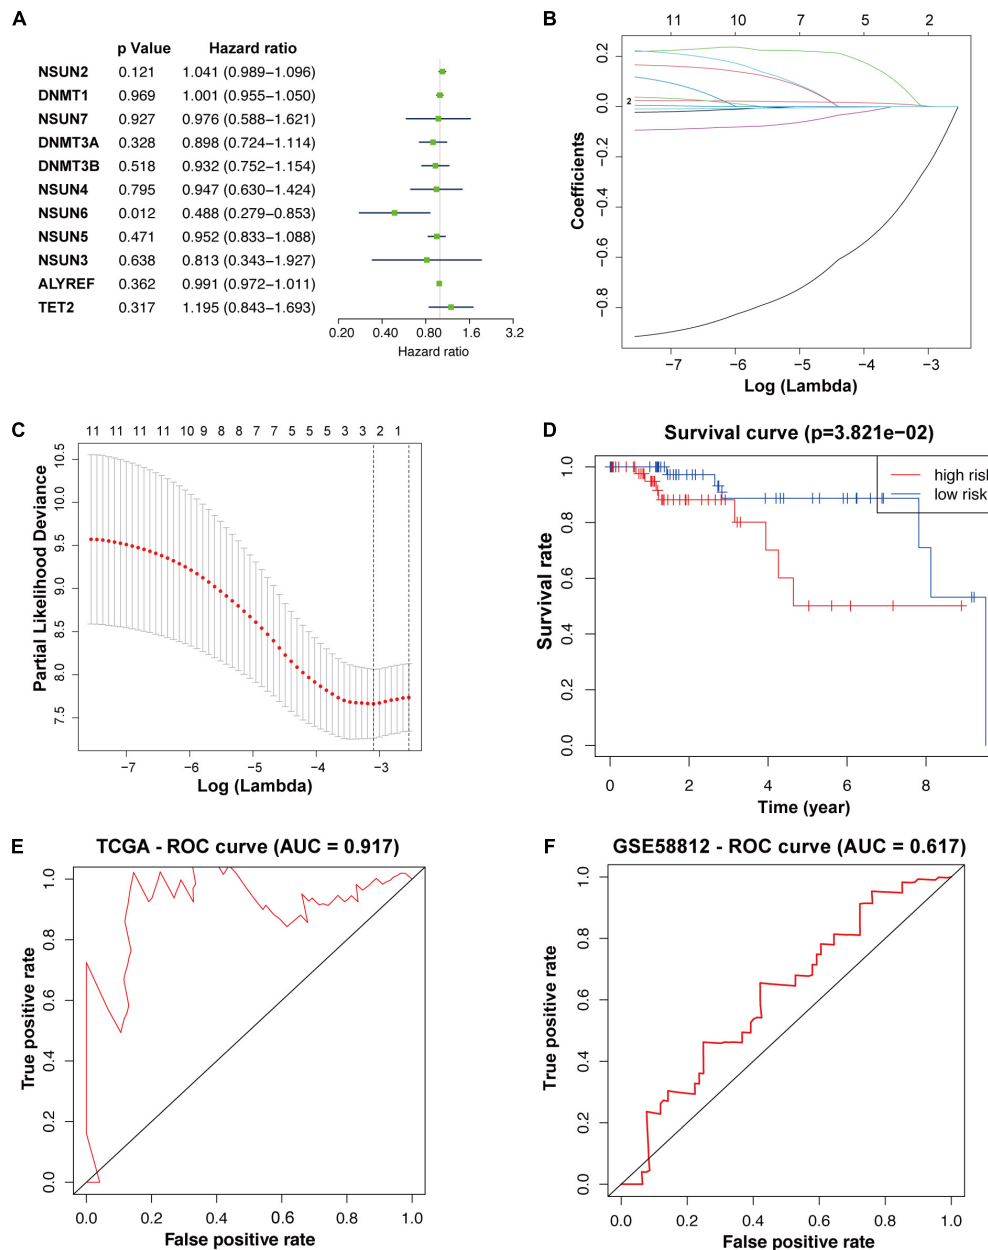 A
p Value Hazard ratio
NSUN2 0.121 1.041 (0.989−1.096)
DNMT1 0.969 1.001 (0.955−1.050)
NSUN7 0.927 0.976 (0.588−1.621)
DNMT3A 0.328 0.898 (0.724−1.114)
DNMT3B 0.518 0.932 (0.752−1.154)
NSUN4 0.795 0.947 (0.630−1.424)
NSUN6 0.012 0.488 (0.279−0.853)
NSUN5 0.471 0.952 (0.833−1.088)
NSUN3 0.638 0.813 (0.343−1.927)
ALYREF 0.362 0.991 (0.972−1.011)
TET2 0.317 1.195 (0.843−1.693)
0.20 0.40 0.80 1.6 3.2
Hazard ratio
B
11 10 7 5 2
0.2
0.0
−0.2
−0.4
−0.6
−0.8
2
Coefficients
−7 −6 −5 −4 −3
Log (Lambda)
C
11 11 11 11 10 9 8 8 7 7 5 5 5 3 3 2 1
10.5
10.0
9.5
9.0
8.5
8.0
7.5
Partial Likelihood Deviance
−7 −6 −5 −4 −3
Log (Lambda)
D
Survival curve (p=3.821e−02)
high risk
low risk
1.0
0.8
0.6
0.4
0.2
0.0
Survival rate
0 2 4 6 8
Time (year)
E
TCGA - ROC curve (AUC = 0.917)
1.0
0.8
0.6
0.4
0.2
0.0
True positive rate
0.0 0.2 0.4 0.6 0.8 1.0
False positive rate
F
GSE58812 - ROC curve (AUC = 0.617)
1.0
0.8
0.6
0.4
0.2
0.0
True positive rate
0.0 0.2 0.4 0.6 0.8 1.0
False positive rate